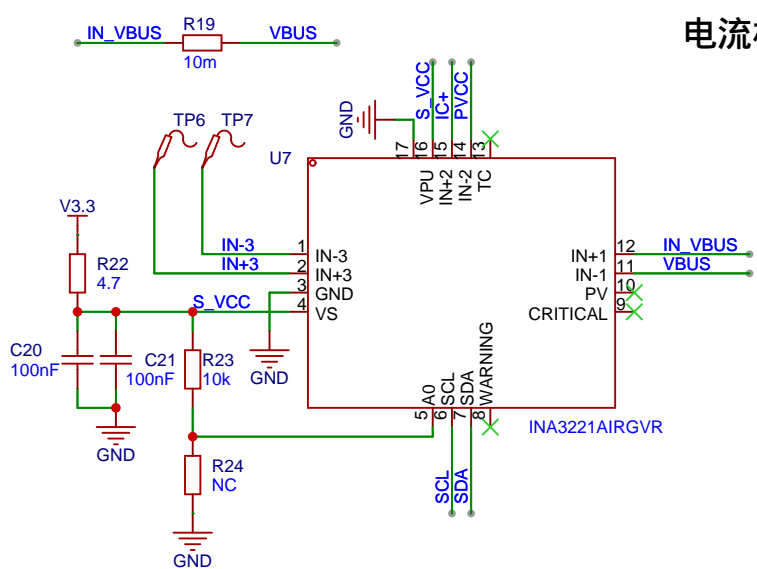 电流
IN_VBUS
R19
10m
VBUS
S_VCC
IC+
PVCC
GND
TP6
TP7
U7
17
16
15
14
13
VPU
IN+2
IN-2
TC
V3.3
R22
4.7
IN-3
1
IN-3
IN+3
2
IN+3
3
GND
S_VCC
4
VS
IN+1
12
IN_VBUS
IN-1
11
VBUS
PV
10
CRITICAL
9
C20
100nF
C21
100nF
R23
10k
GND
GND
A0
SCL
SDA
WARNING
5
6
7
8
INA3221AIRGVR
R24
NC
SCL
SDA
GND